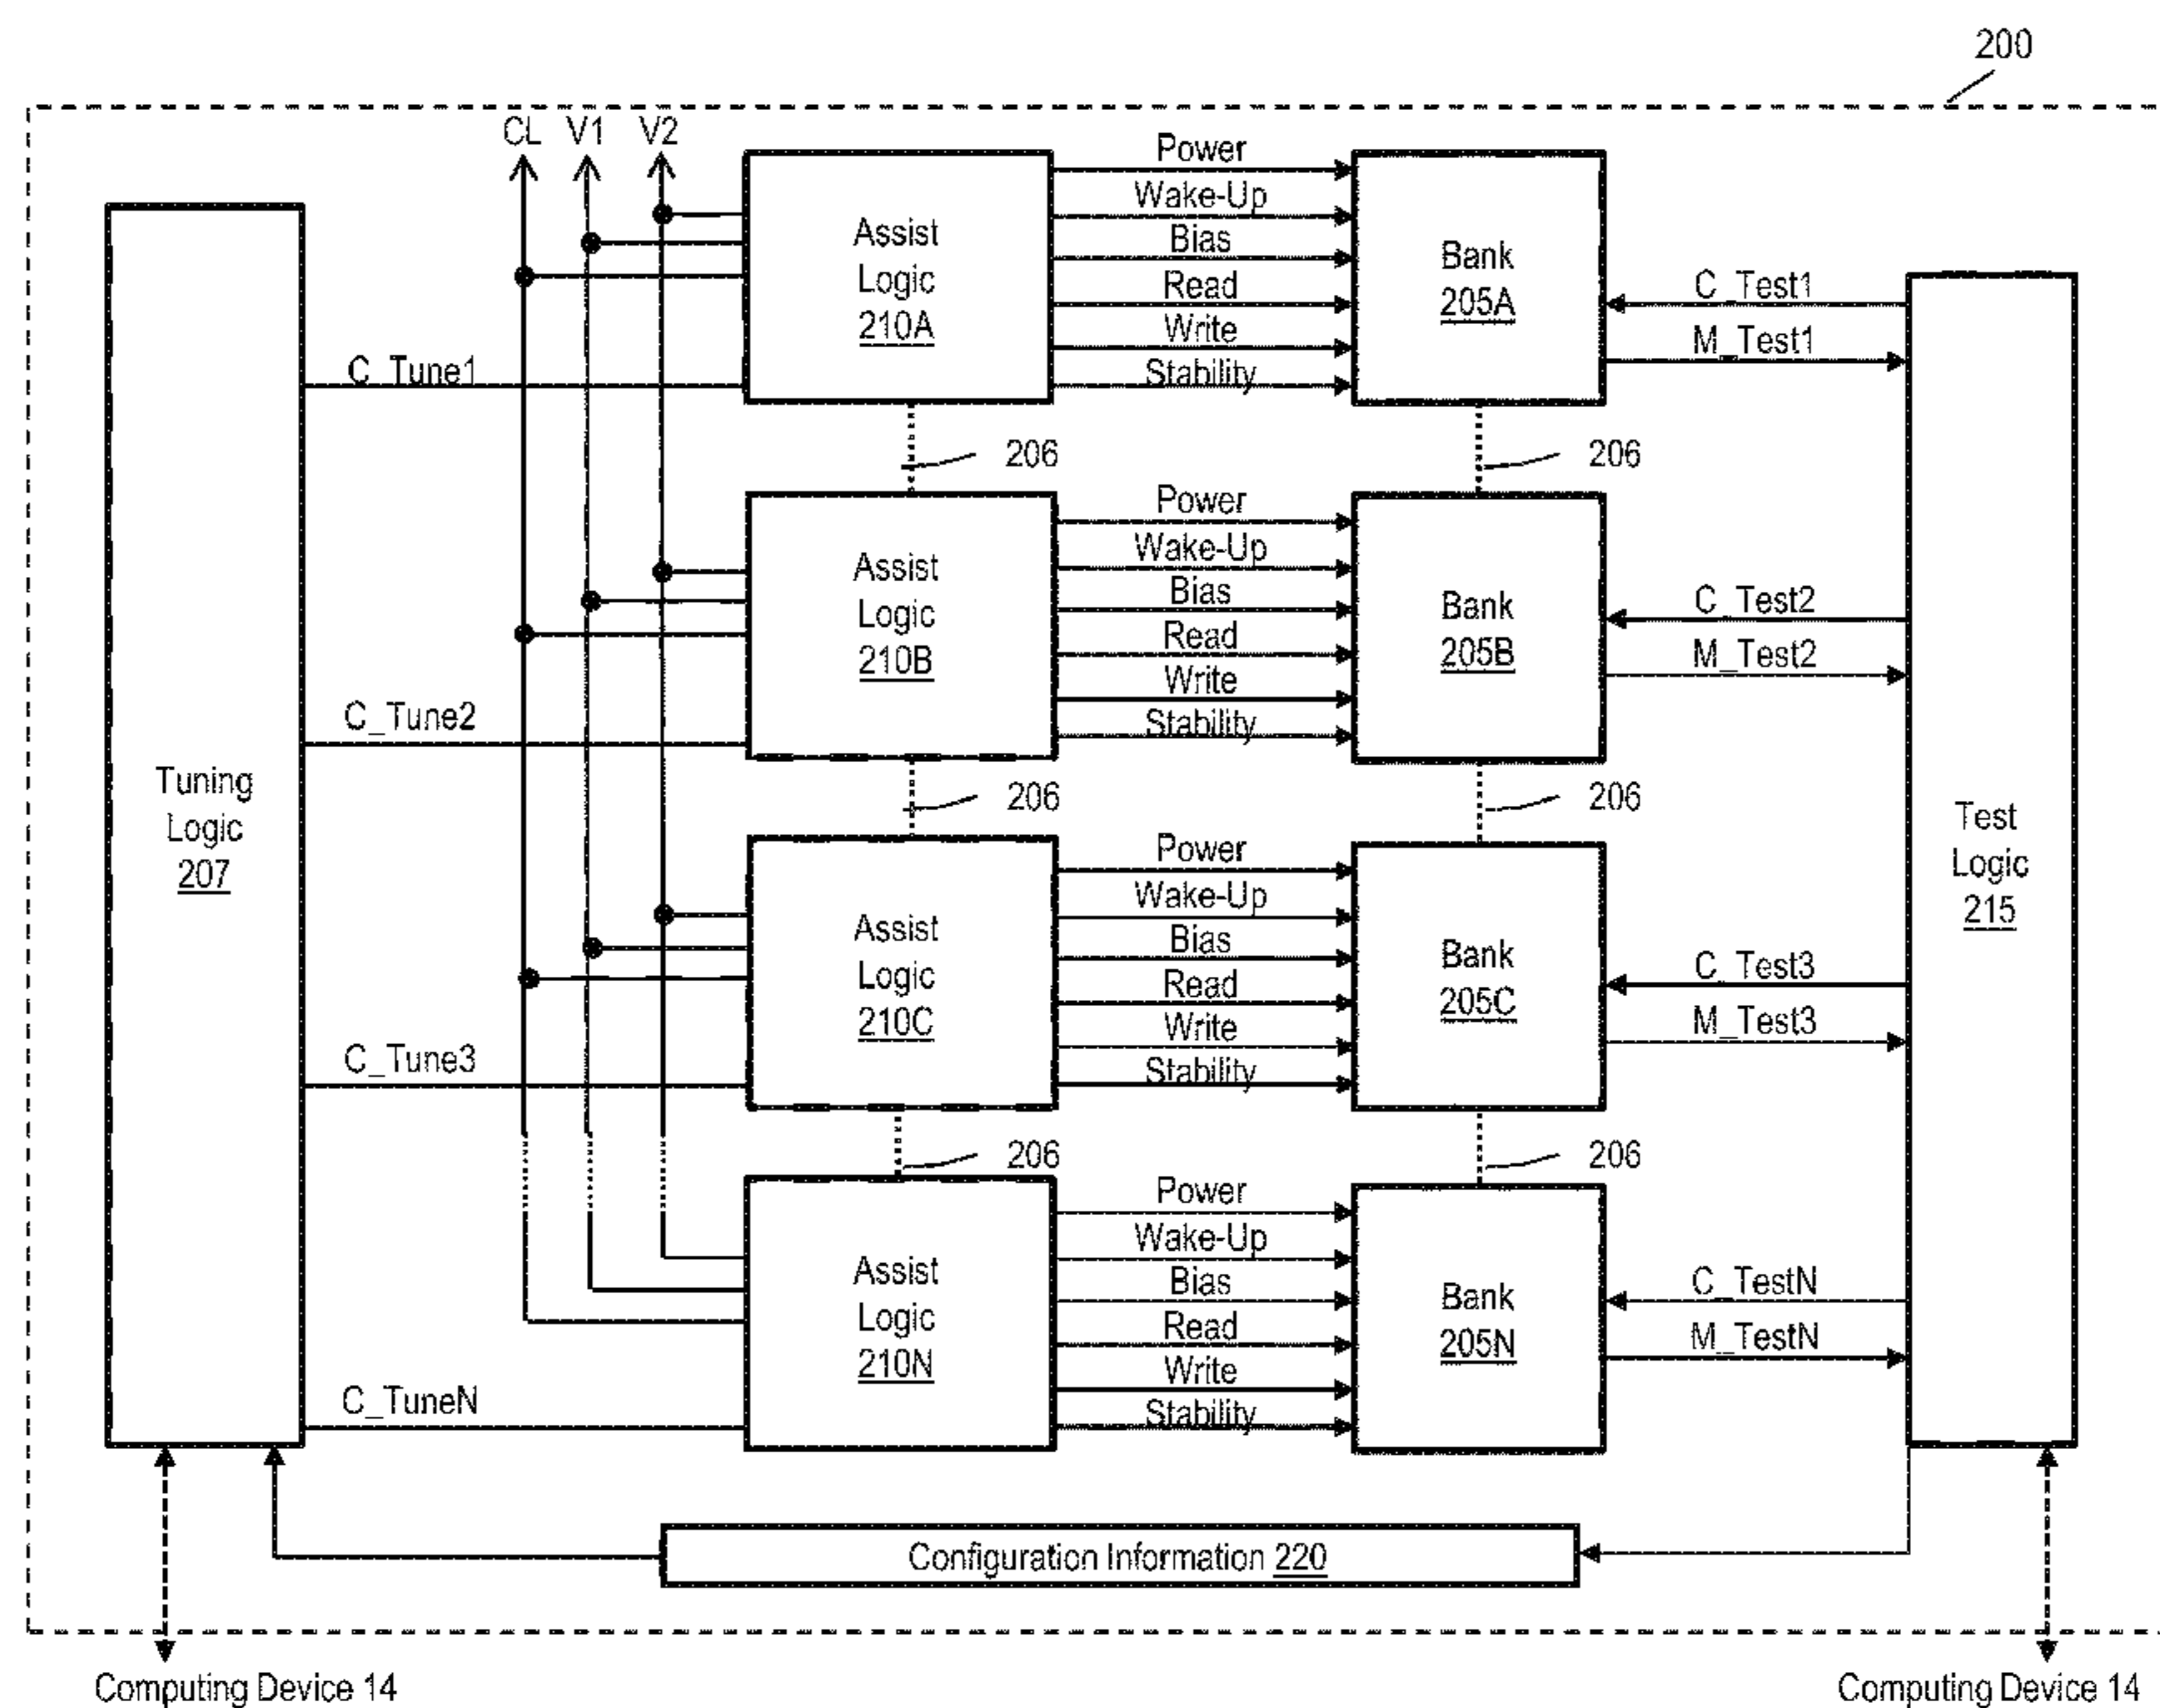 200
CL V1 V2
Power
Wake-Up
Bias
Read
Write
Stability
Assist
Logic
210A
Bank
205A
C_Test1
M_Test1
C_Tune1
206
206
Power
Wake-Up
Bias
Read
Write
Stability
Assist
Logic
210B
Bank
205B
C_Test2
M_Test2
C_Tune2
Tuning
Logic
207
206
206
Test
Logic
215
Power
Wake-Up
Bias
Read
Write
Stability
Assist
Logic
210C
Bank
205C
C_Test3
M_Test3
C_Tune3
206
206
Power
Wake-Up
Bias
Read
Write
Stability
Assist
Logic
210N
Bank
205N
C_TestN
M_TestN
C_TuneN
Configuration Information 220
Computing Device 14
Computing Device 14